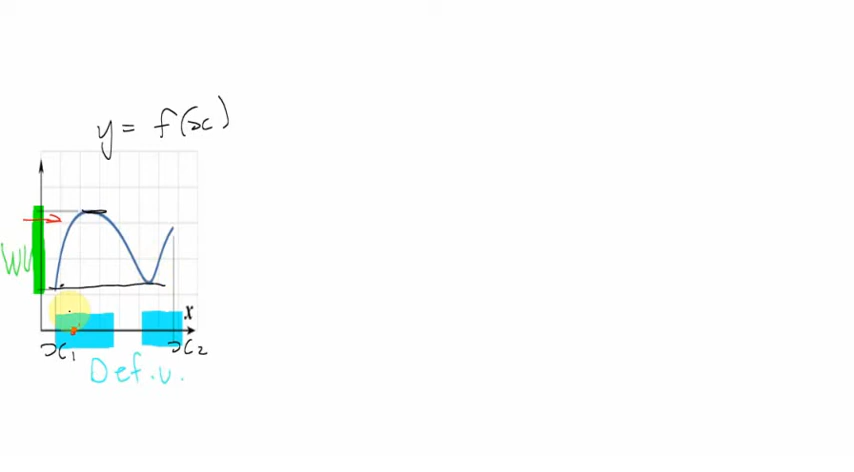 y = f(x)
x
x₁
x₂
Def.v.